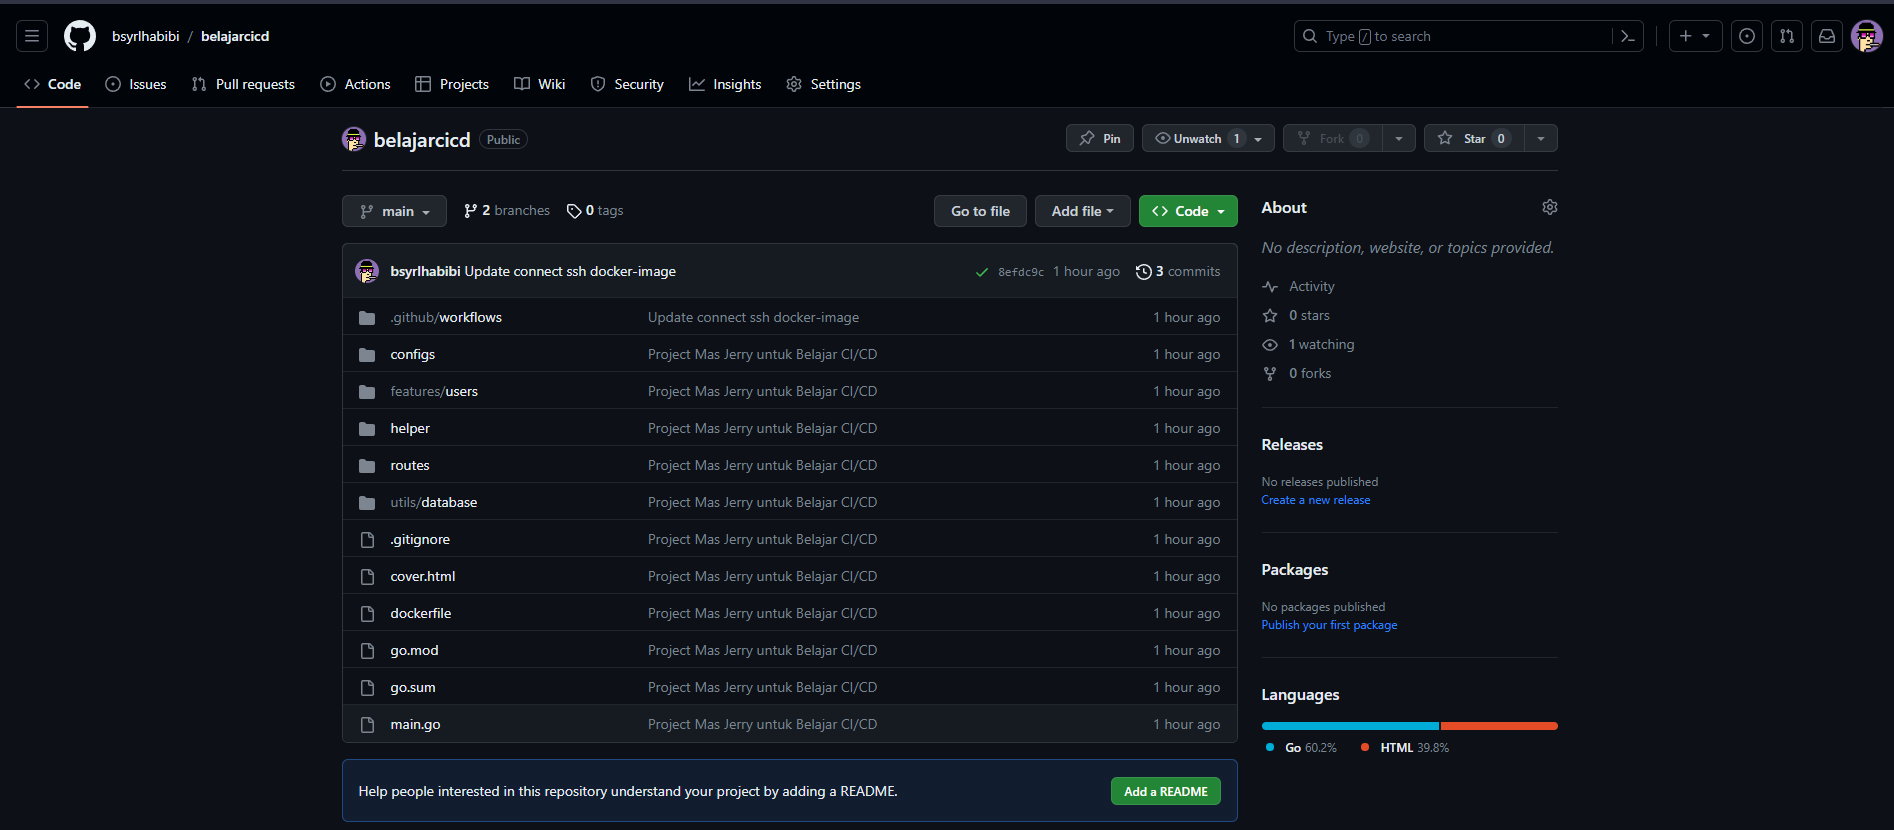 bsyrlhabibi / belajarcicd
Type / to search
Code Issues Pull requests Actions Projects Wiki Security Insights Settings
belajarcicd Public
Pin Unwatch 1 Fork 0 Star 0
main 2 branches 0 tags
Go to file Add file Code
bsyrlhabibi Update connect ssh docker-image 8efdc9c 1 hour ago 3 commits
.github/workflows Update connect ssh docker-image 1 hour ago
configs Project Mas Jerry untuk Belajar CI/CD 1 hour ago
features/users Project Mas Jerry untuk Belajar CI/CD 1 hour ago
helper Project Mas Jerry untuk Belajar CI/CD 1 hour ago
routes Project Mas Jerry untuk Belajar CI/CD 1 hour ago
utils/database Project Mas Jerry untuk Belajar CI/CD 1 hour ago
.gitignore Project Mas Jerry untuk Belajar CI/CD 1 hour ago
cover.html Project Mas Jerry untuk Belajar CI/CD 1 hour ago
dockerfile Project Mas Jerry untuk Belajar CI/CD 1 hour ago
go.mod Project Mas Jerry untuk Belajar CI/CD 1 hour ago
go.sum Project Mas Jerry untuk Belajar CI/CD 1 hour ago
main.go Project Mas Jerry untuk Belajar CI/CD 1 hour ago
Help people interested in this repository understand your project by adding a README. Add a README
About
No description, website, or topics provided.
Activity
0 stars
1 watching
0 forks
Releases
No releases published
Create a new release
Packages
No packages published
Publish your first package
Languages
Go 60.2% HTML 39.8%